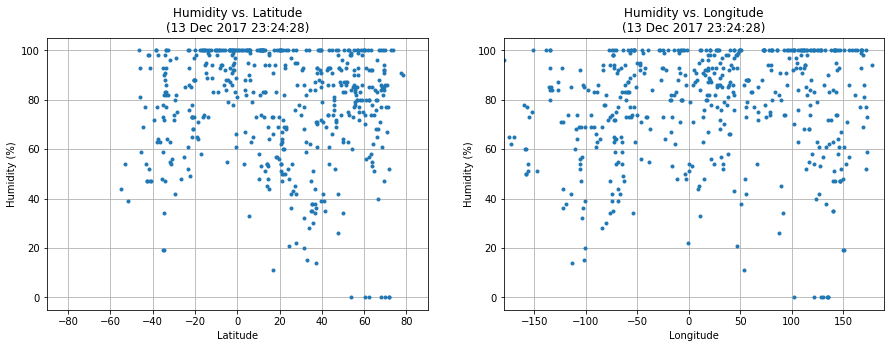 Humidity vs. Latitude
(13 Dec 2017 23:24:28)
Humidity (%)
100
80
60
40
20
0
−80 −60 −40 −20 0 20 40 60 80
Latitude
Humidity vs. Longitude
(13 Dec 2017 23:24:28)
Humidity (%)
100
80
60
40
20
0
−150 −100 −50 0 50 100 150
Longitude